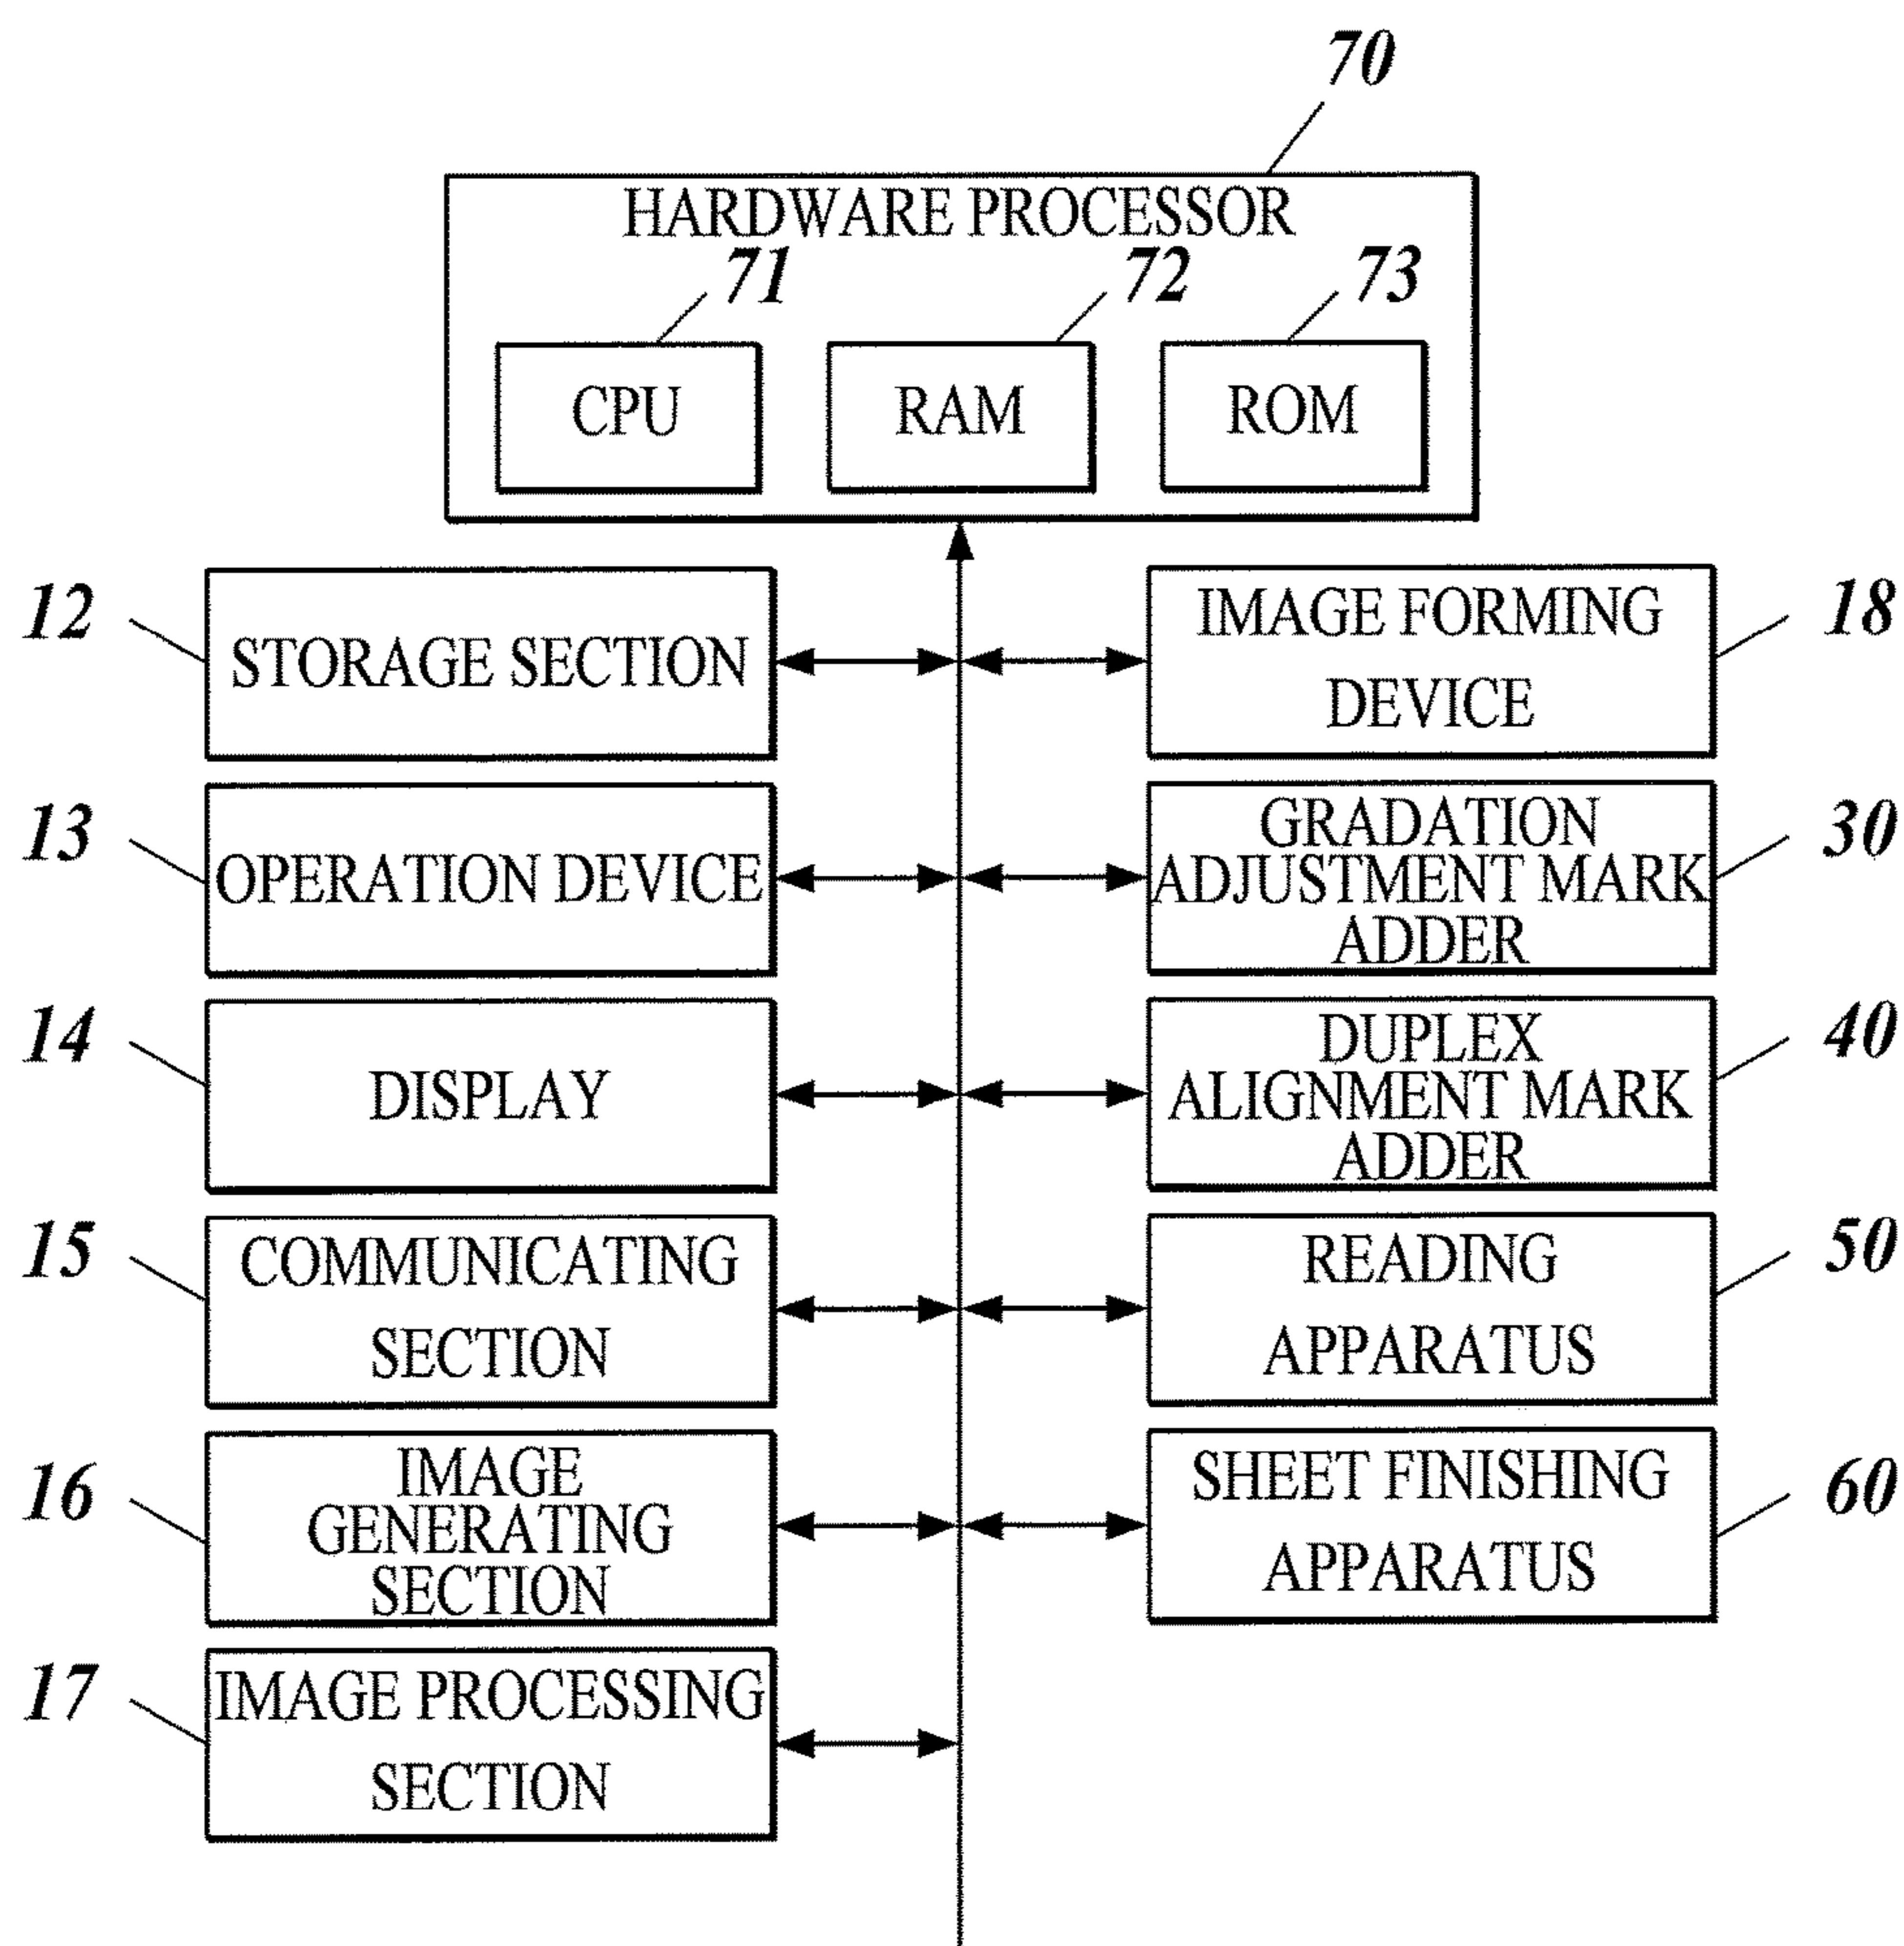 70
HARDWARE PROCESSOR
71
72
73
CPU
RAM
ROM
12
STORAGE SECTION
13
OPERATION DEVICE
14
DISPLAY
15
COMMUNICATING
SECTION
16
IMAGE
GENERATING
SECTION
17
IMAGE PROCESSING
SECTION
IMAGE FORMING
DEVICE
18
GRADATION
ADJUSTMENT MARK
ADDER
30
DUPLEX
ALIGNMENT MARK
ADDER
40
READING
APPARATUS
50
SHEET FINISHING
APPARATUS
60